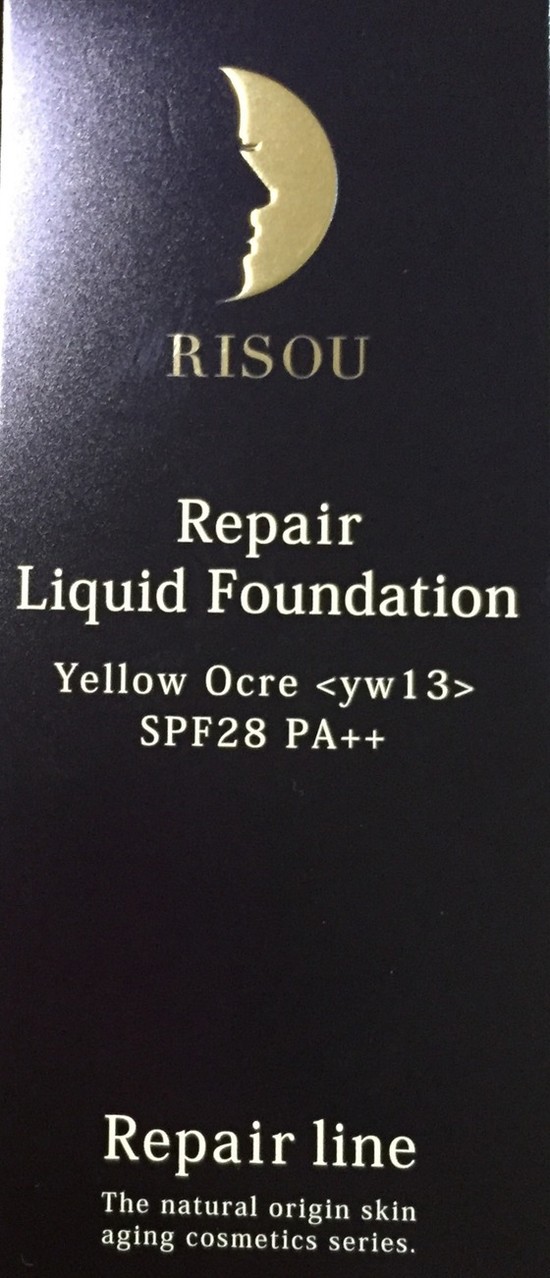 RISOU
Repair
Liquid Foundation
Yellow Ocre <yw13>
SPF28 PA++
Repair line
The natural origin skin
aging cosmetics series.